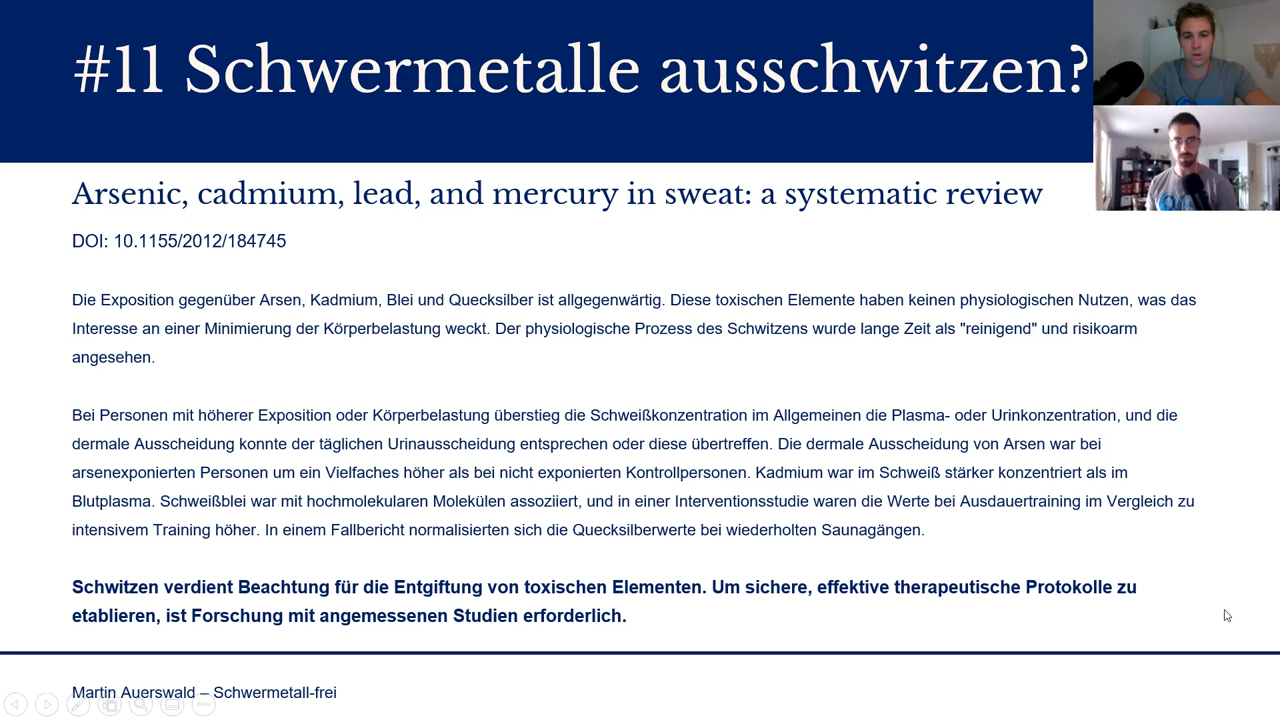 #11 Schwermetalle ausschwitzen?
Arsenic, cadmium, lead, and mercury in sweat: a systematic review
DOI: 10.1155/2012/184745
Die Exposition gegenüber Arsen, Kadmium, Blei und Quecksilber ist allgegenwärtig. Diese toxischen Elemente haben keinen physiologischen Nutzen, was das
Interesse an einer Minimierung der Körperbelastung weckt. Der physiologische Prozess des Schwitzens wurde lange Zeit als "reinigend" und risikoarm
angesehen.
Bei Personen mit höherer Exposition oder Körperbelastung überstieg die Schweißkonzentration im Allgemeinen die Plasma- oder Urinkonzentration, und die
dermale Ausscheidung konnte der täglichen Urinausscheidung entsprechen oder diese übertreffen. Die dermale Ausscheidung von Arsen war bei
arsenexponierten Personen um ein Vielfaches höher als bei nicht exponierten Kontrollpersonen. Kadmium war im Schweiß stärker konzentriert als im
Blutplasma. Schweißblei war mit hochmolekularen Molekülen assoziiert, und in einer Interventionsstudie waren die Werte bei Ausdauertraining im Vergleich zu
intensivem Training höher. In einem Fallbericht normalisierten sich die Quecksilberwerte bei wiederholten Saunagängen.
Schwitzen verdient Beachtung für die Entgiftung von toxischen Elementen. Um sichere, effektive therapeutische Protokolle zu
etablieren, ist Forschung mit angemessenen Studien erforderlich.
Martin Auerswald – Schwermetall-frei